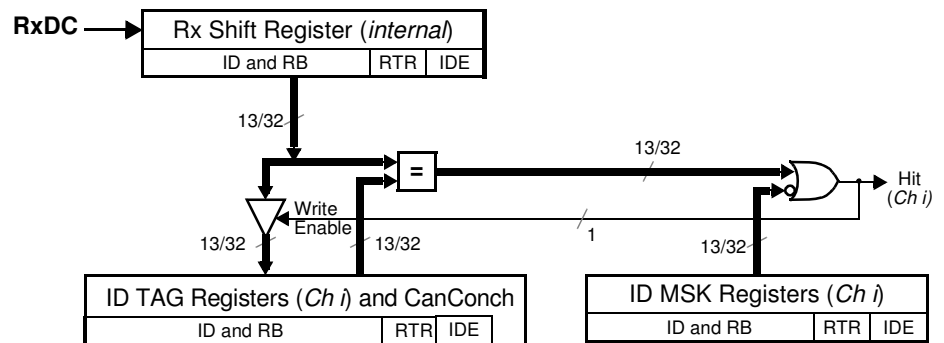 RxDC
Rx Shift Register (internal)
ID and RB RTR IDE
13/32
13/32
=
Hit
(Ch i)
Write
Enable
1
13/32
13/32
13/32
ID TAG Registers (Ch i) and CanConch
ID MSK Registers (Ch i)
ID and RB RTR IDE
ID and RB RTR IDE